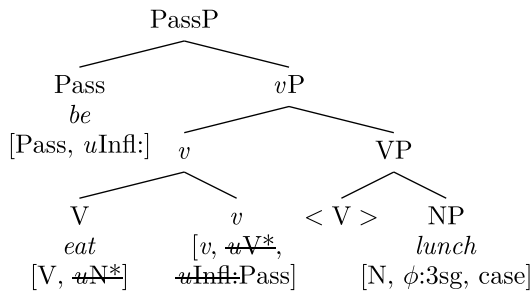 PassP
Pass vP
be
[Pass, uInfl:] v VP
V v < V > NP
eat [v, uV*, lunch
[V, uN*] uInfl:Pass] [N, ϕ:3sg, case]